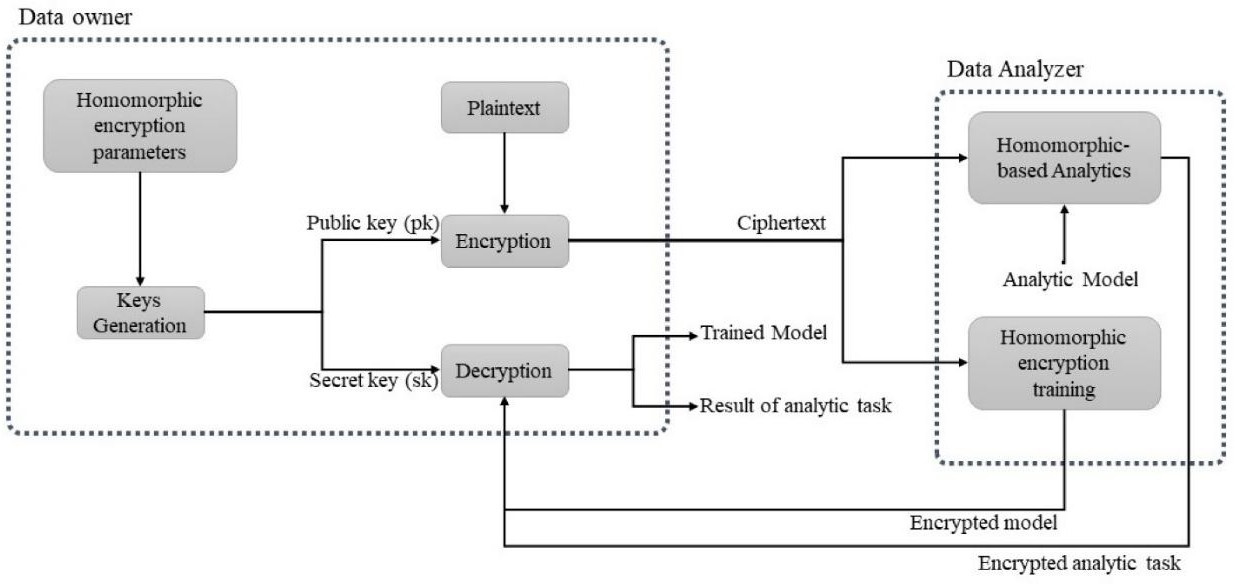 Data owner
Homomorphic
encryption
parameters
Plaintext
Data Analyzer
Homomorphic-
based Analytics
Public key (pk)
Encryption
Ciphertext
Analytic Model
Keys
Generation
Trained Model
Homomorphic
encryption
training
Secret key (sk)
Decryption
Result of analytic task
Encrypted model
Encrypted analytic task